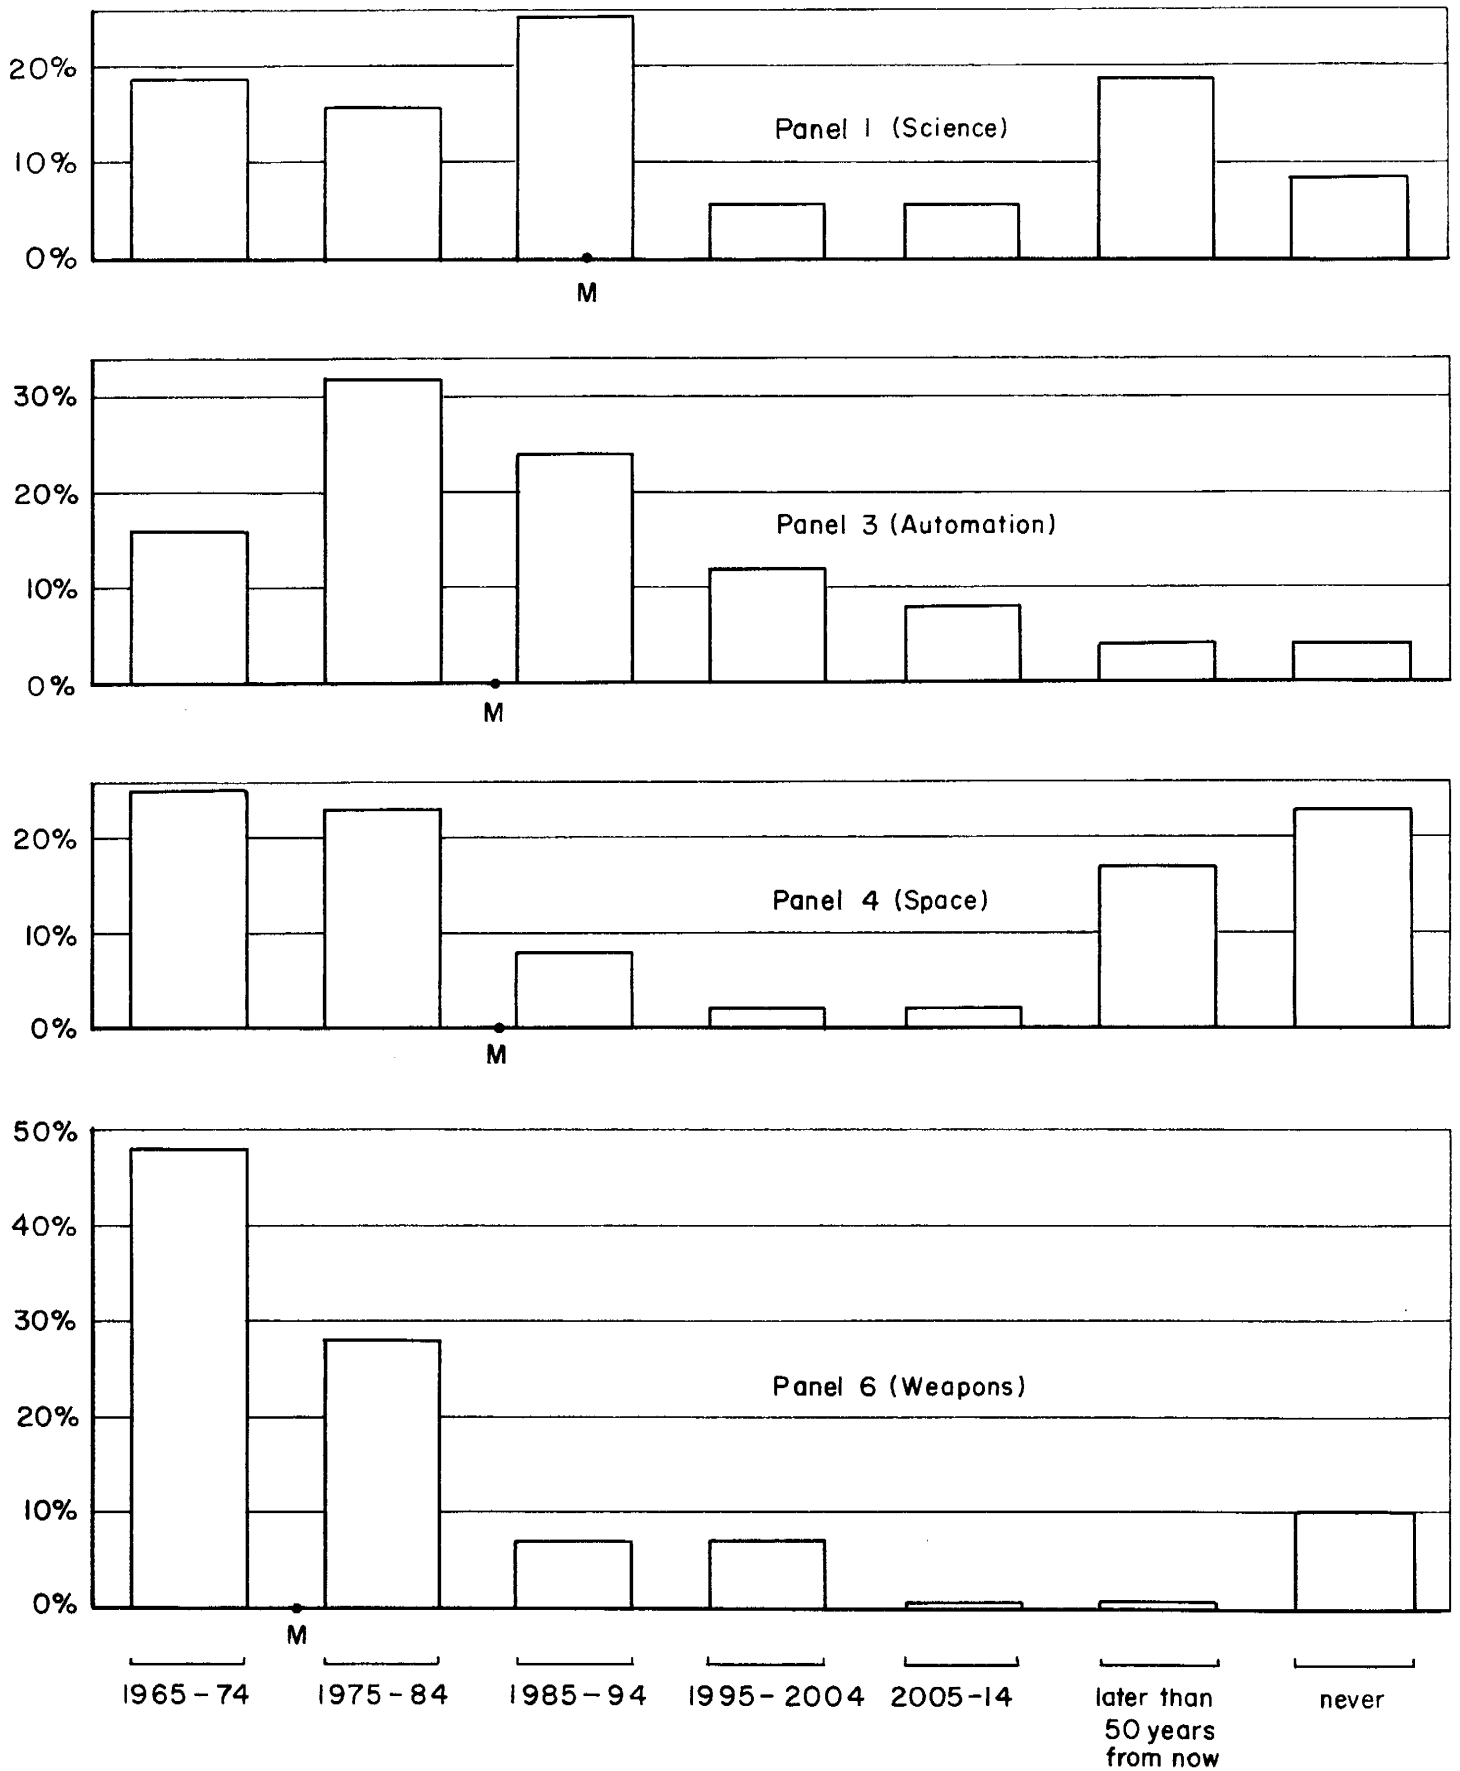 20%
Panel 1 (Science)
10%
0%
M
30%
20%
Panel 3 (Automation)
10%
0%
M
20%
Panel 4 (Space)
10%
0%
M
50%
40%
30%
Panel 6 (Weapons)
20%
10%
0%
M
1965-74 1975-84 1985-94 1995-2004 2005-14 later than never
50 years
from now